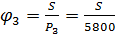 φ₃ = S/P₃ = S/5800